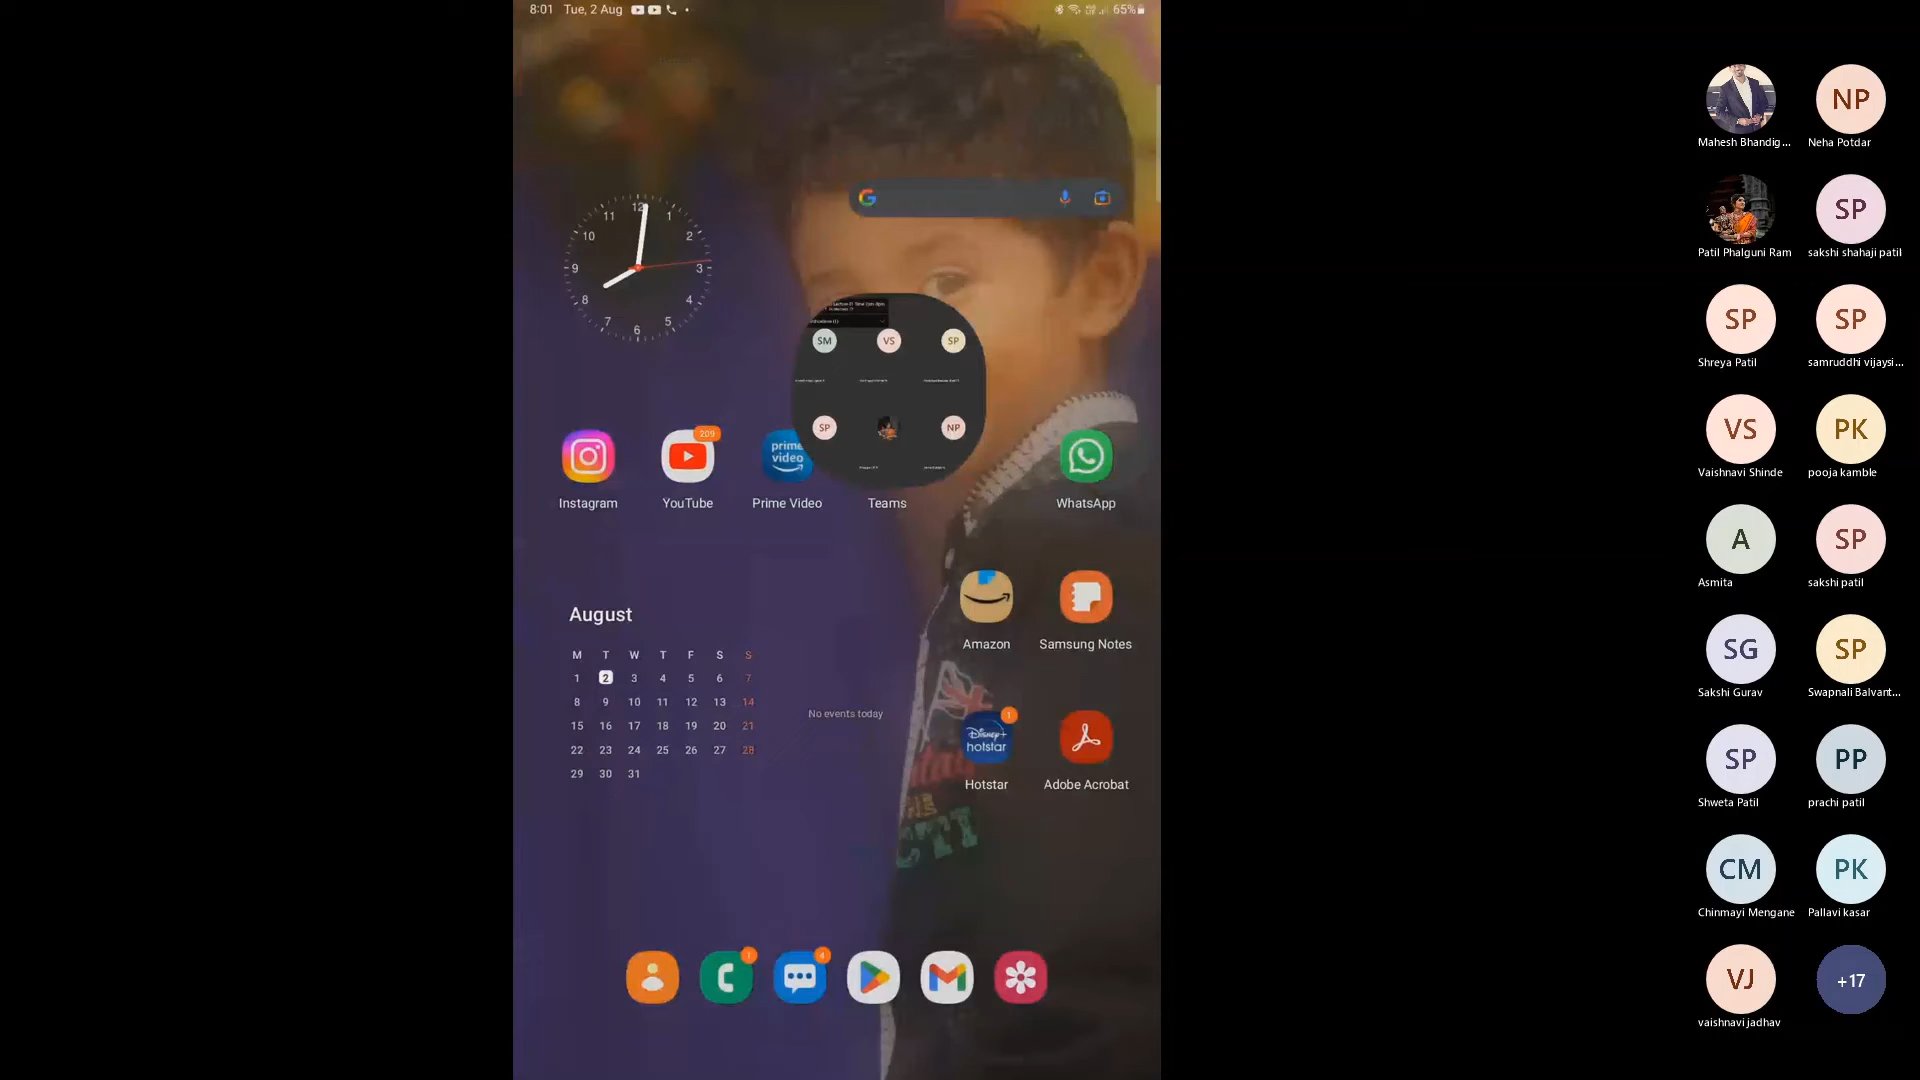 8:01 Tue, 2 Aug
65%
12
11 1
10 2
9 3
8 4
7 5
6
SM VS SP
SP NP
209
prime
video
Instagram YouTube Prime Video Teams WhatsApp
Amazon Samsung Notes
August
M T W T F S S
1 2 3 4 5 6 7
8 9 10 11 12 13 14
15 16 17 18 19 20 21
22 23 24 25 26 27 28
29 30 31
No events today
1
Disney+
hotstar
Hotstar Adobe Acrobat
1 4
NP
Mahesh Bhandig... Neha Potdar
SP
Patil Phalguni Ram sakshi shahaji patil
SP SP
Shreya Patil samruddhi vijaysi...
VS PK
Vaishnavi Shinde pooja kamble
A SP
Asmita sakshi patil
SG SP
Sakshi Gurav Swapnali Balvant...
SP PP
Shweta Patil prachi patil
CM PK
Chinmayi Mengane Pallavi kasar
VJ +17
vaishnavi jadhav